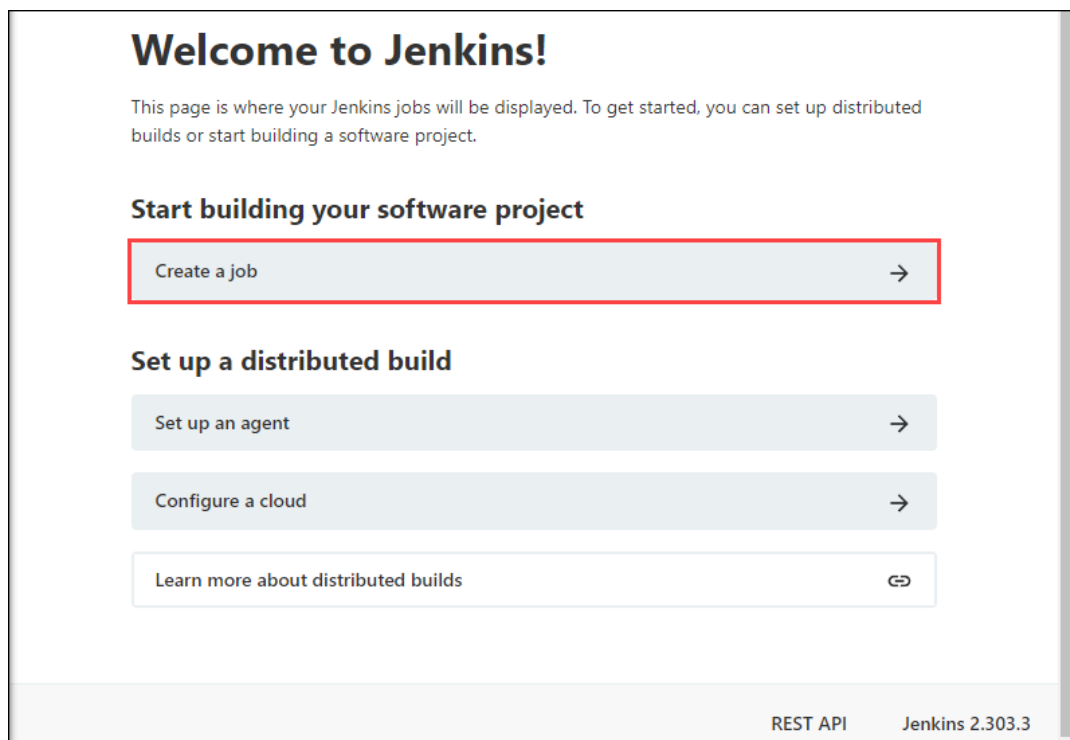 Welcome to Jenkins!
This page is where your Jenkins jobs will be displayed. To get started, you can set up distributed
builds or start building a software project.
Start building your software project
Create a job
Set up a distributed build
Set up an agent
Configure a cloud
Learn more about distributed builds
REST API Jenkins 2.303.3